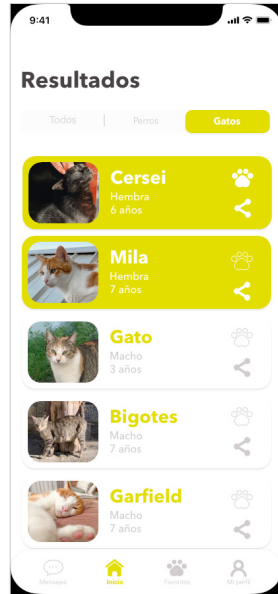 9:41
Resultados
Todos | Perros Gatos
Cersei
Hembra
6 años
Mila
Hembra
7 años
Gato
Macho
3 años
Bigotes
Macho
7 años
Garfield
Macho
7 años
Mensajes Inicio Favoritos Mi perfil